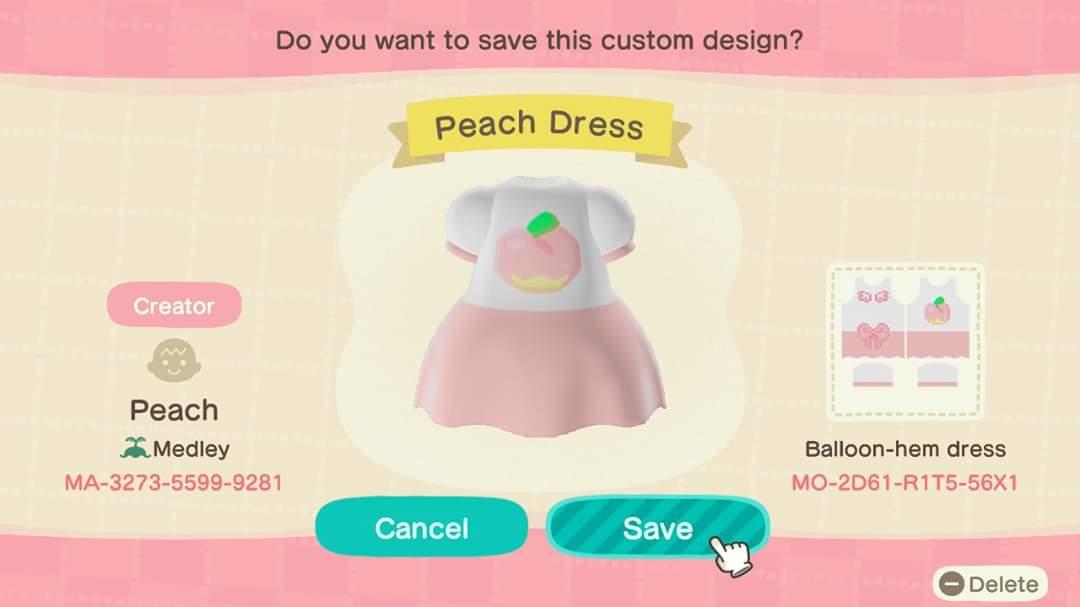 Do you want to save this custom design?
Peach Dress
Creator
Peach
Medley
MA-3273-5599-9281
Balloon-hem dress
MO-2D61-R1T5-56X1
Cancel
Save
Delete